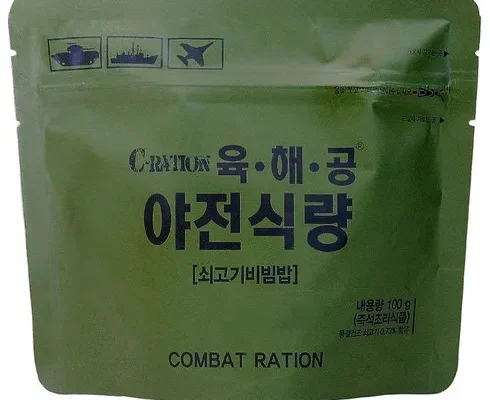 C-RATION 육·해·공®
야전식량
[쇠고기비빔밥]
내용량 100 g
(즉석조리식품)
COMBAT RATION